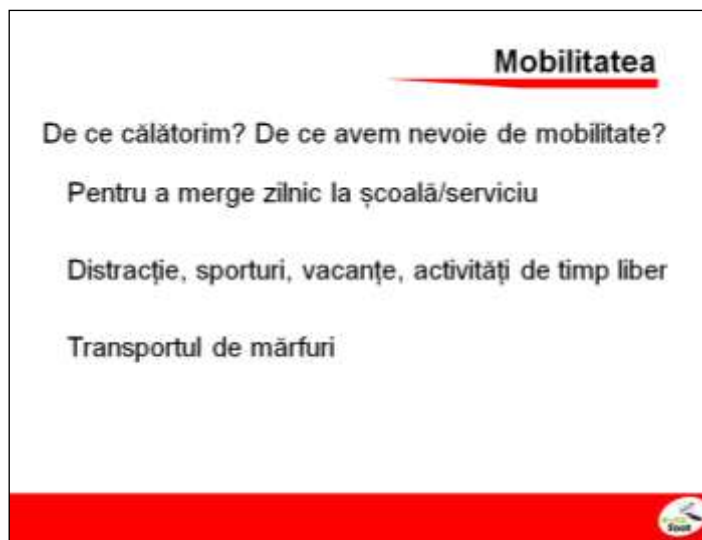 Mobilitatea
De ce călătorim? De ce avem nevoie de mobilitate?
Pentru a merge zilnic la școală/serviciu
Distracție, sporturi, vacanțe, activități de timp liber
Transportul de mărfuri